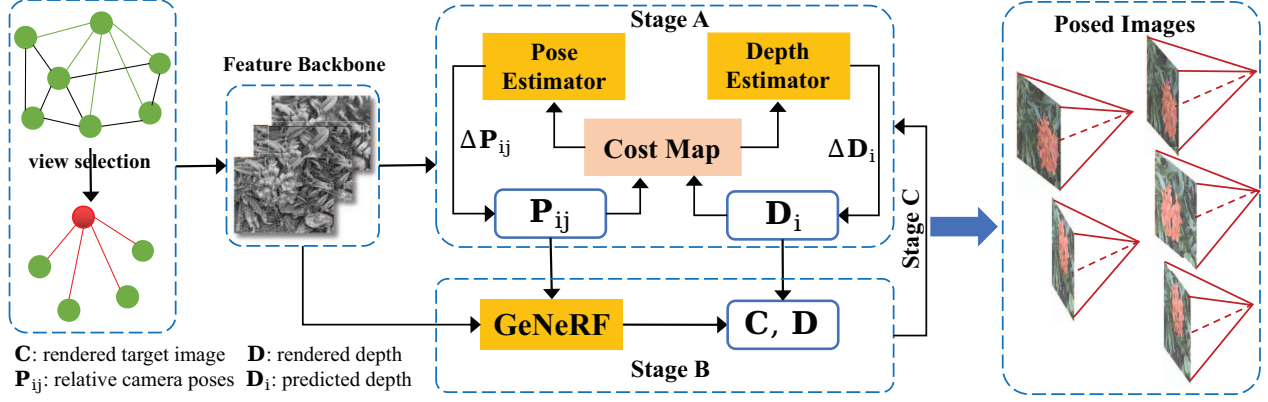 view selection
Feature Backbone
Stage A
Pose
Estimator
Depth
Estimator
Cost Map
Δ𝐏ij
Δ𝐃i
𝐏ij
𝐃i
GeNeRF
𝐂, 𝐃
Stage B
Stage C
Posed Images
𝐂: rendered target image 𝐃: rendered depth
𝐏ij: relative camera poses 𝐃i: predicted depth